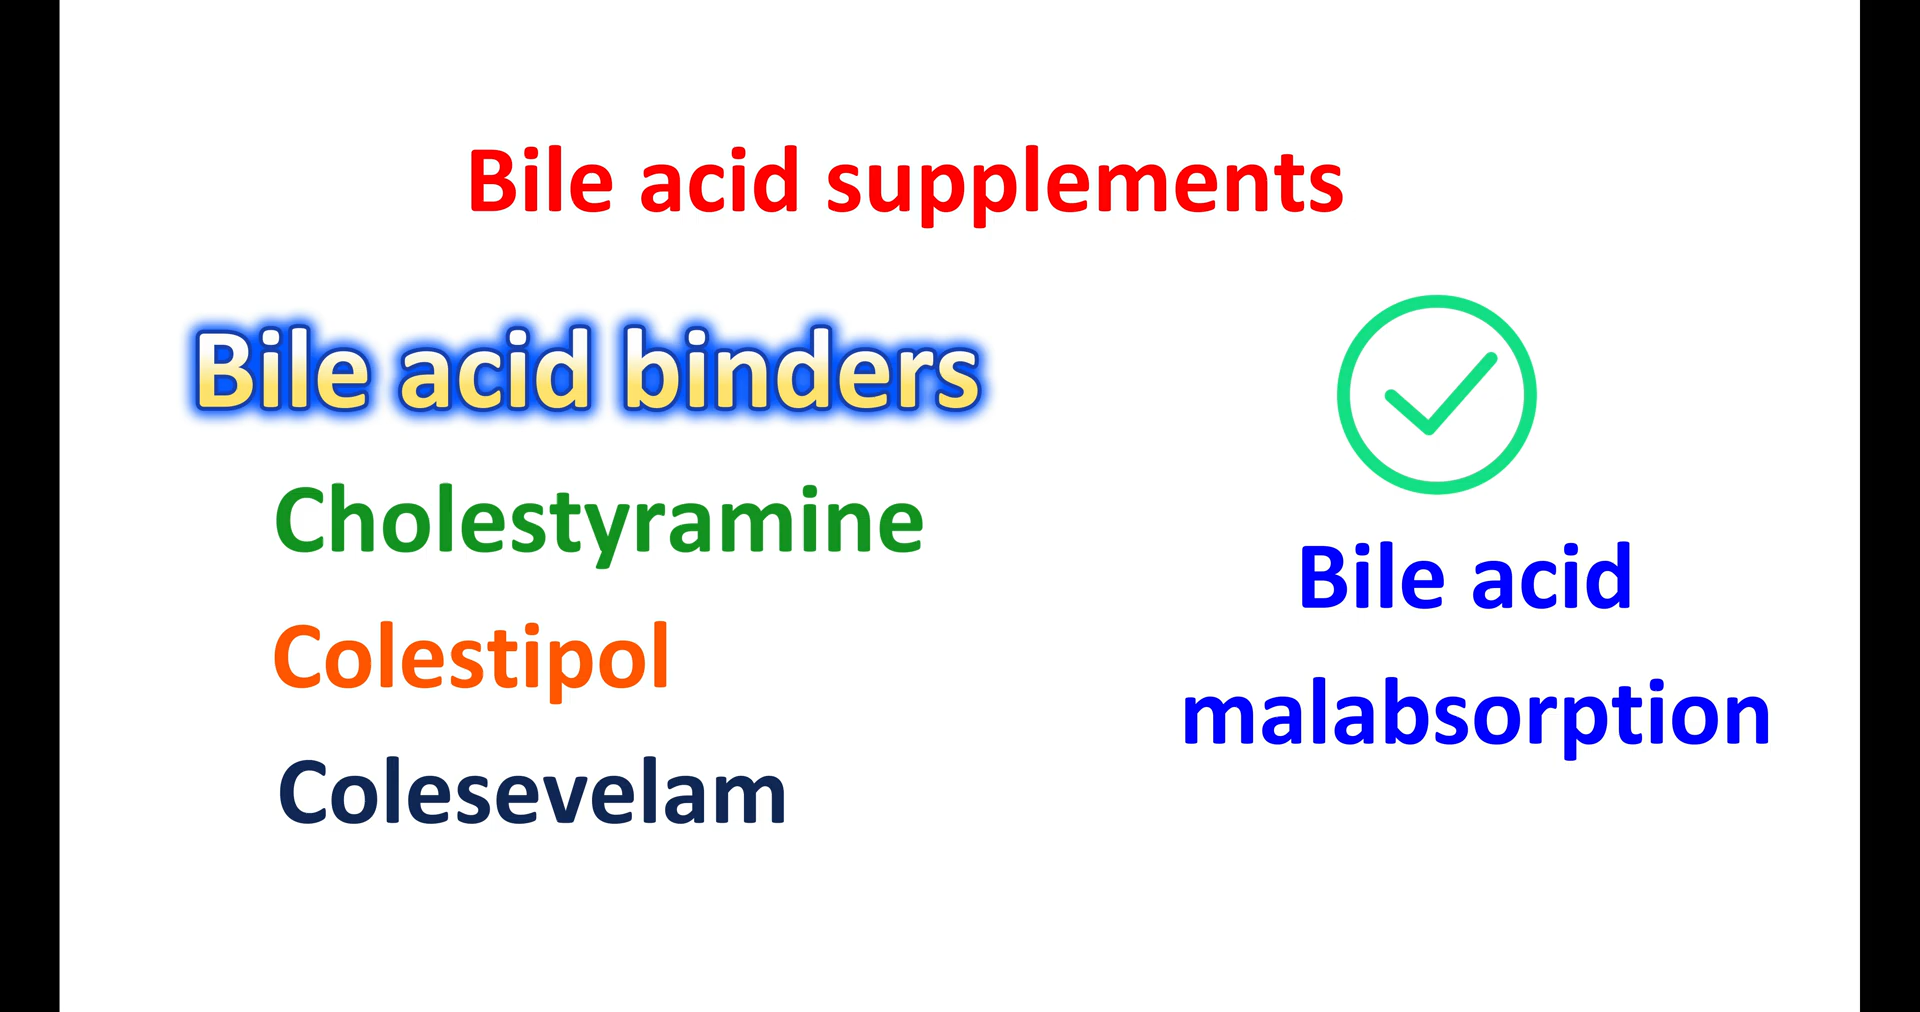 Bile acid supplements
Bile acid binders
Cholestyramine
Colestipol
Colesevelam
Bile acid
malabsorption